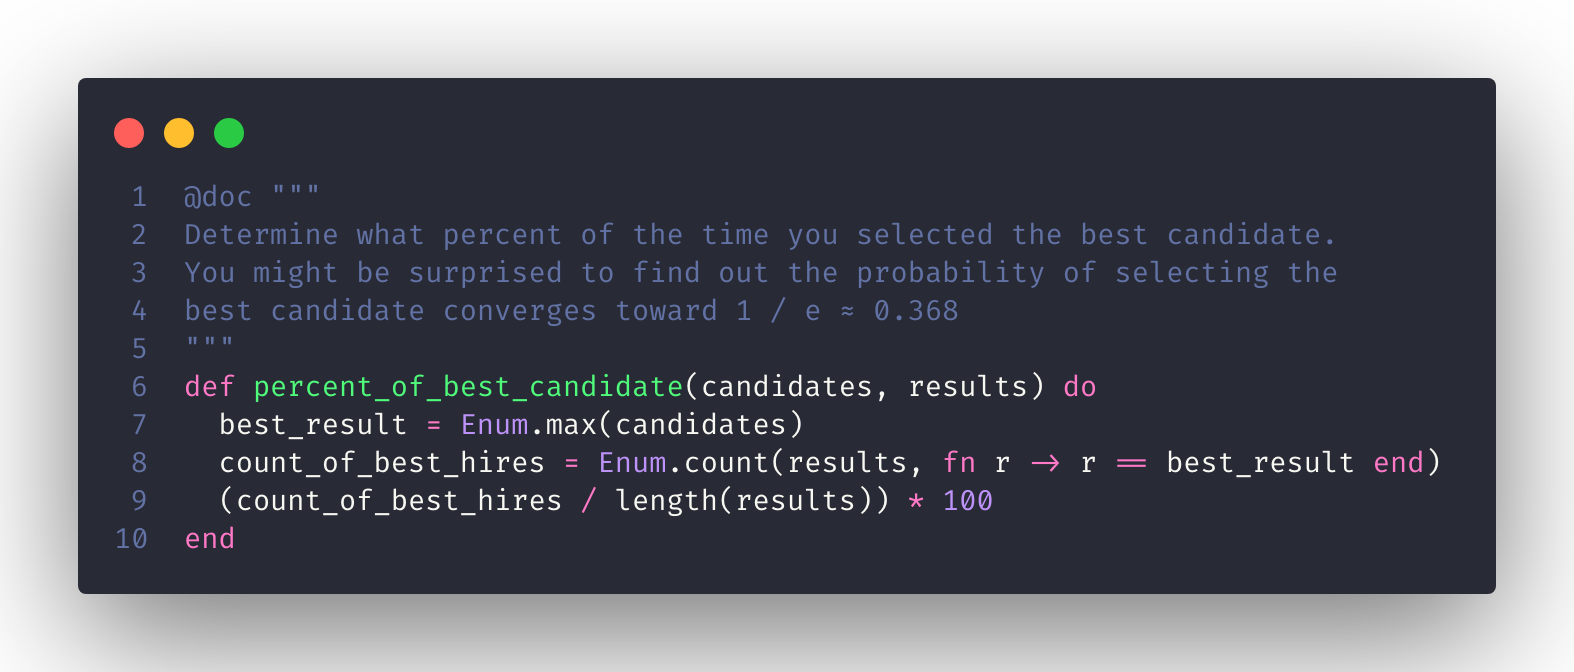 1 @doc """
2 Determine what percent of the time you selected the best candidate.
3 You might be surprised to find out the probability of selecting the
4 best candidate converges toward 1 / e ≈ 0.368
5 """
6 def percent_of_best_candidate(candidates, results) do
7   best_result = Enum.max(candidates)
8   count_of_best_hires = Enum.count(results, fn r -> r == best_result end)
9   (count_of_best_hires / length(results)) * 100
10 end